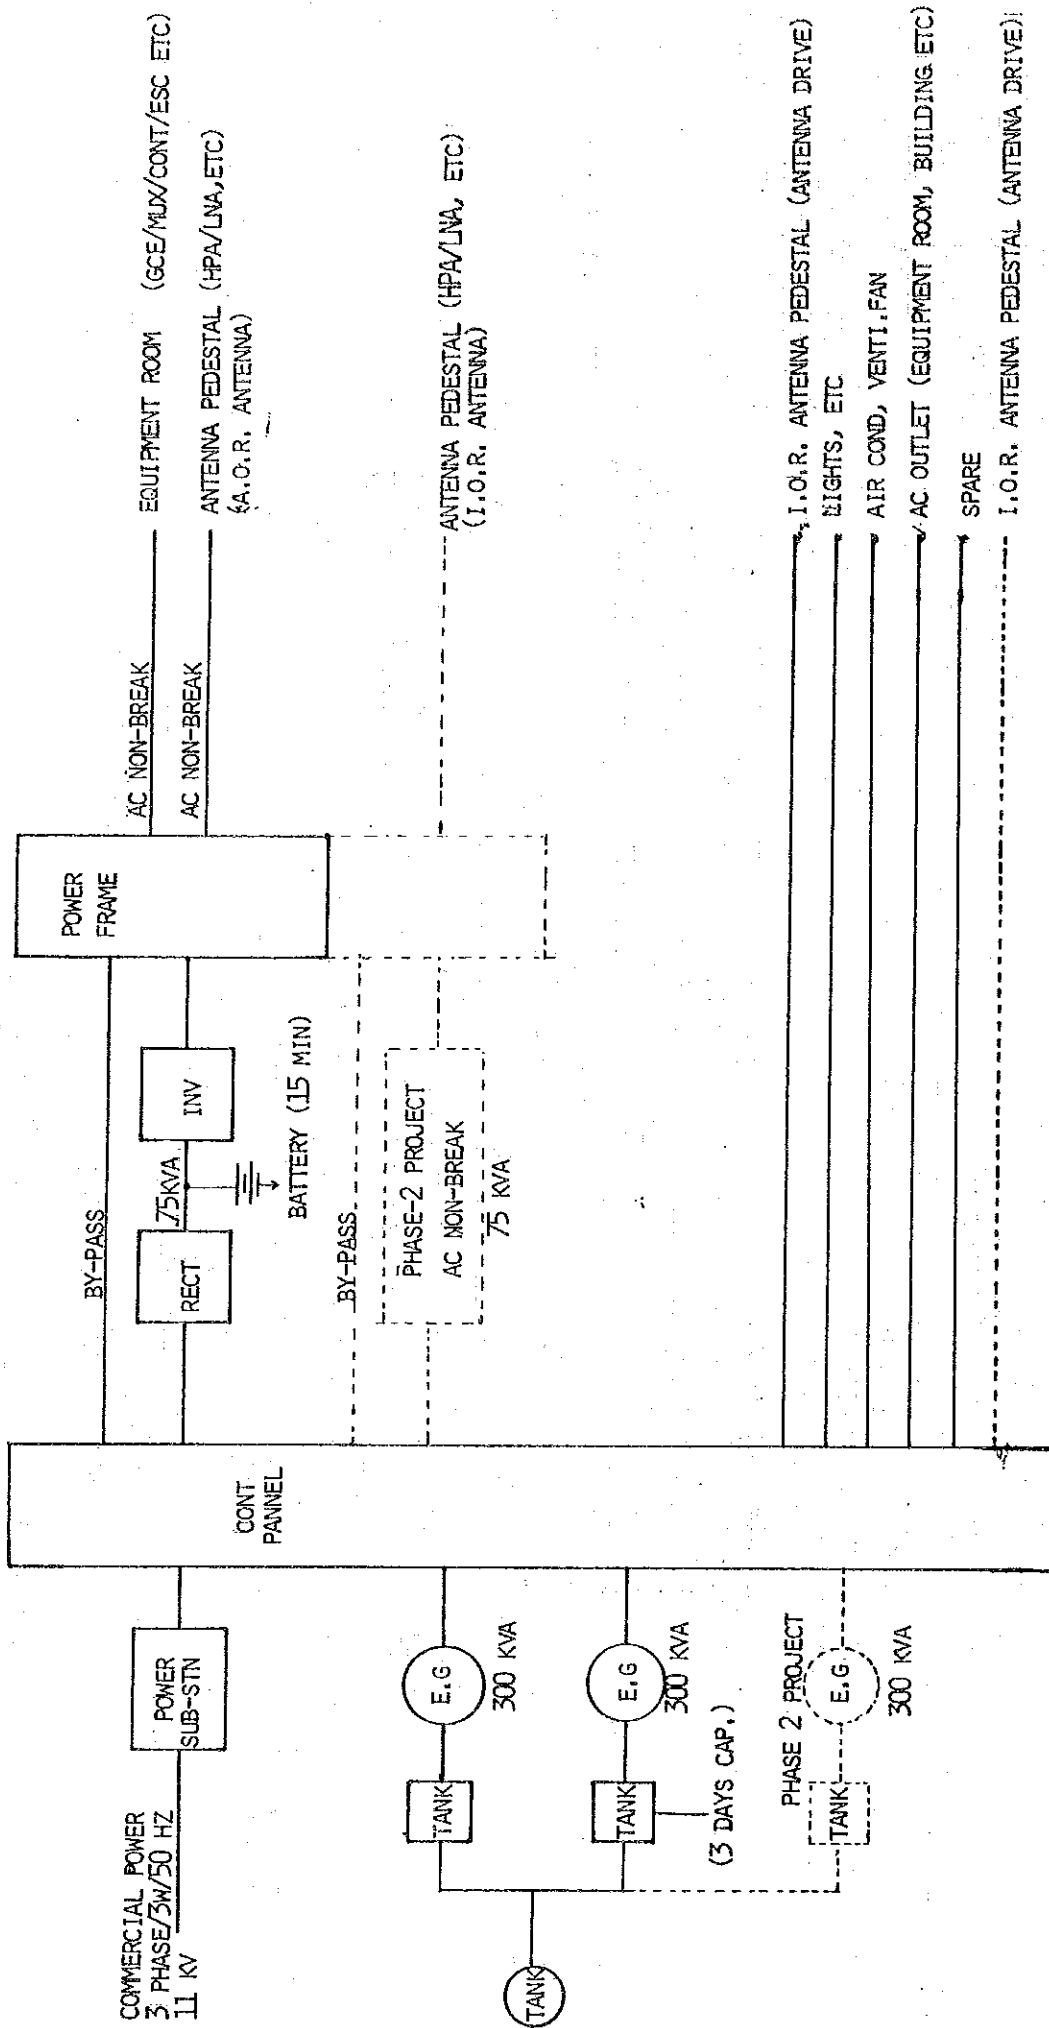 COMMERCIAL POWER
3 PHASE/3W/50 HZ
11 KV
POWER
SUB-STN
TANK
TANK
E.G
300 KVA
TANK
E.G
300 KVA
(3 DAYS CAP.)
PHASE 2 PROJECT
TANK
E.G
300 KVA
CONT
PANNEL
BY-PASS
RECT
75KVA
INV
BATTERY (15 MIN)
BY-PASS
PHASE-2 PROJECT
AC NON-BREAK
75 KVA
POWER
FRAME
AC NON-BREAK
EQUIPMENT ROOM (GCE/MUX/CONT/ESC ETC)
AC NON-BREAK
ANTENNA PEDESTAL (HPA/LNA,ETC)
(A.O.R. ANTENNA)
ANTENNA PEDESTAL (HPA/LNA, ETC)
(I.O.R. ANTENNA)
I.O.R. ANTENNA PEDESTAL (ANTENNA DRIVE)
LIGHTS, ETC
AIR COND, VENTI.FAN
AC OUTLET (EQUIPMENT ROOM, BUILDING ETC)
SPARE
I.O.R. ANTENNA PEDESTAL (ANTENNA DRIVE)